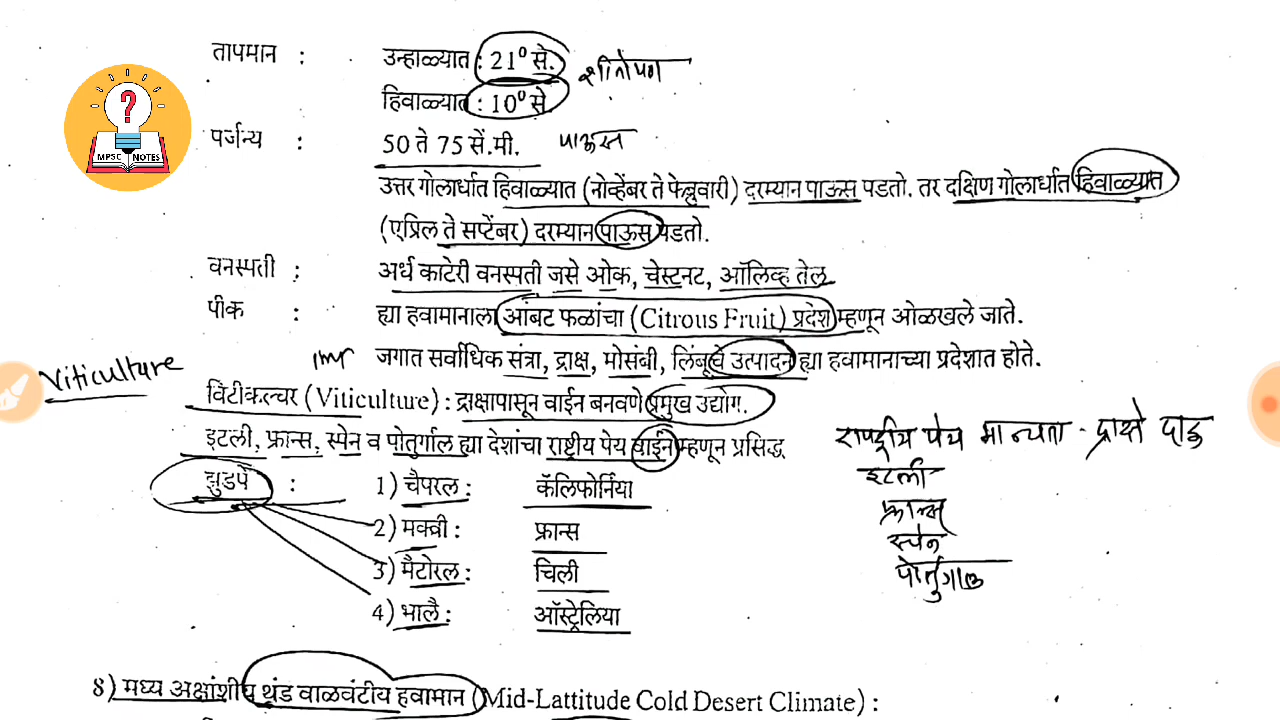 तापमान : उन्हाळ्यात : 21⁰ से.
हिवाळ्यात : 10⁰ से.
MPSC NOTES
पर्जन्य : 50 ते 75 सें.मी. पाऊस
उत्तर गोलार्धात हिवाळ्यात (नोव्हेंबर ते फेब्रुवारी) दरम्यान पाऊस पडतो. तर दक्षिण गोलार्धात हिवाळ्यात
(एप्रिल ते सप्टेंबर) दरम्यान पाऊस पडतो.
वनस्पती : अर्ध काटेरी वनस्पती जसे ओक, चेस्टनट, ऑलिव्ह तेल
पीक : ह्या हवामानाला आंबट फळांचा (Citrous Fruit) प्रदेश म्हणून ओळखले जाते.
Imp जगात सर्वाधिक संत्रा, द्राक्ष, मोसंबी, लिंबूचे उत्पादन ह्या हवामानाच्या प्रदेशात होते.
Viticulture
विटीकल्चर (Viticulture) : द्राक्षापासून वाईन बनवणे प्रमुख उद्योग.
इटली, फ्रान्स, स्पेन व पोतुर्गाल ह्या देशांचा राष्ट्रीय पेय वाईन म्हणून प्रसिद्ध
राष्ट्रीय पेय मान्यता - द्राक्षे दारु
इटली
फ्रान्स
स्पेन
पोर्तुगाल
झुडपे : 1) चैपरल : कॅलिफोर्निया
2) मक्वी : फ्रान्स
3) मैटोरल : चिली
4) भालै : ऑस्ट्रेलिया
8) मध्य अक्षांशीय थंड वाळवंटीय हवामान (Mid-Lattitude Cold Desert Climate) :